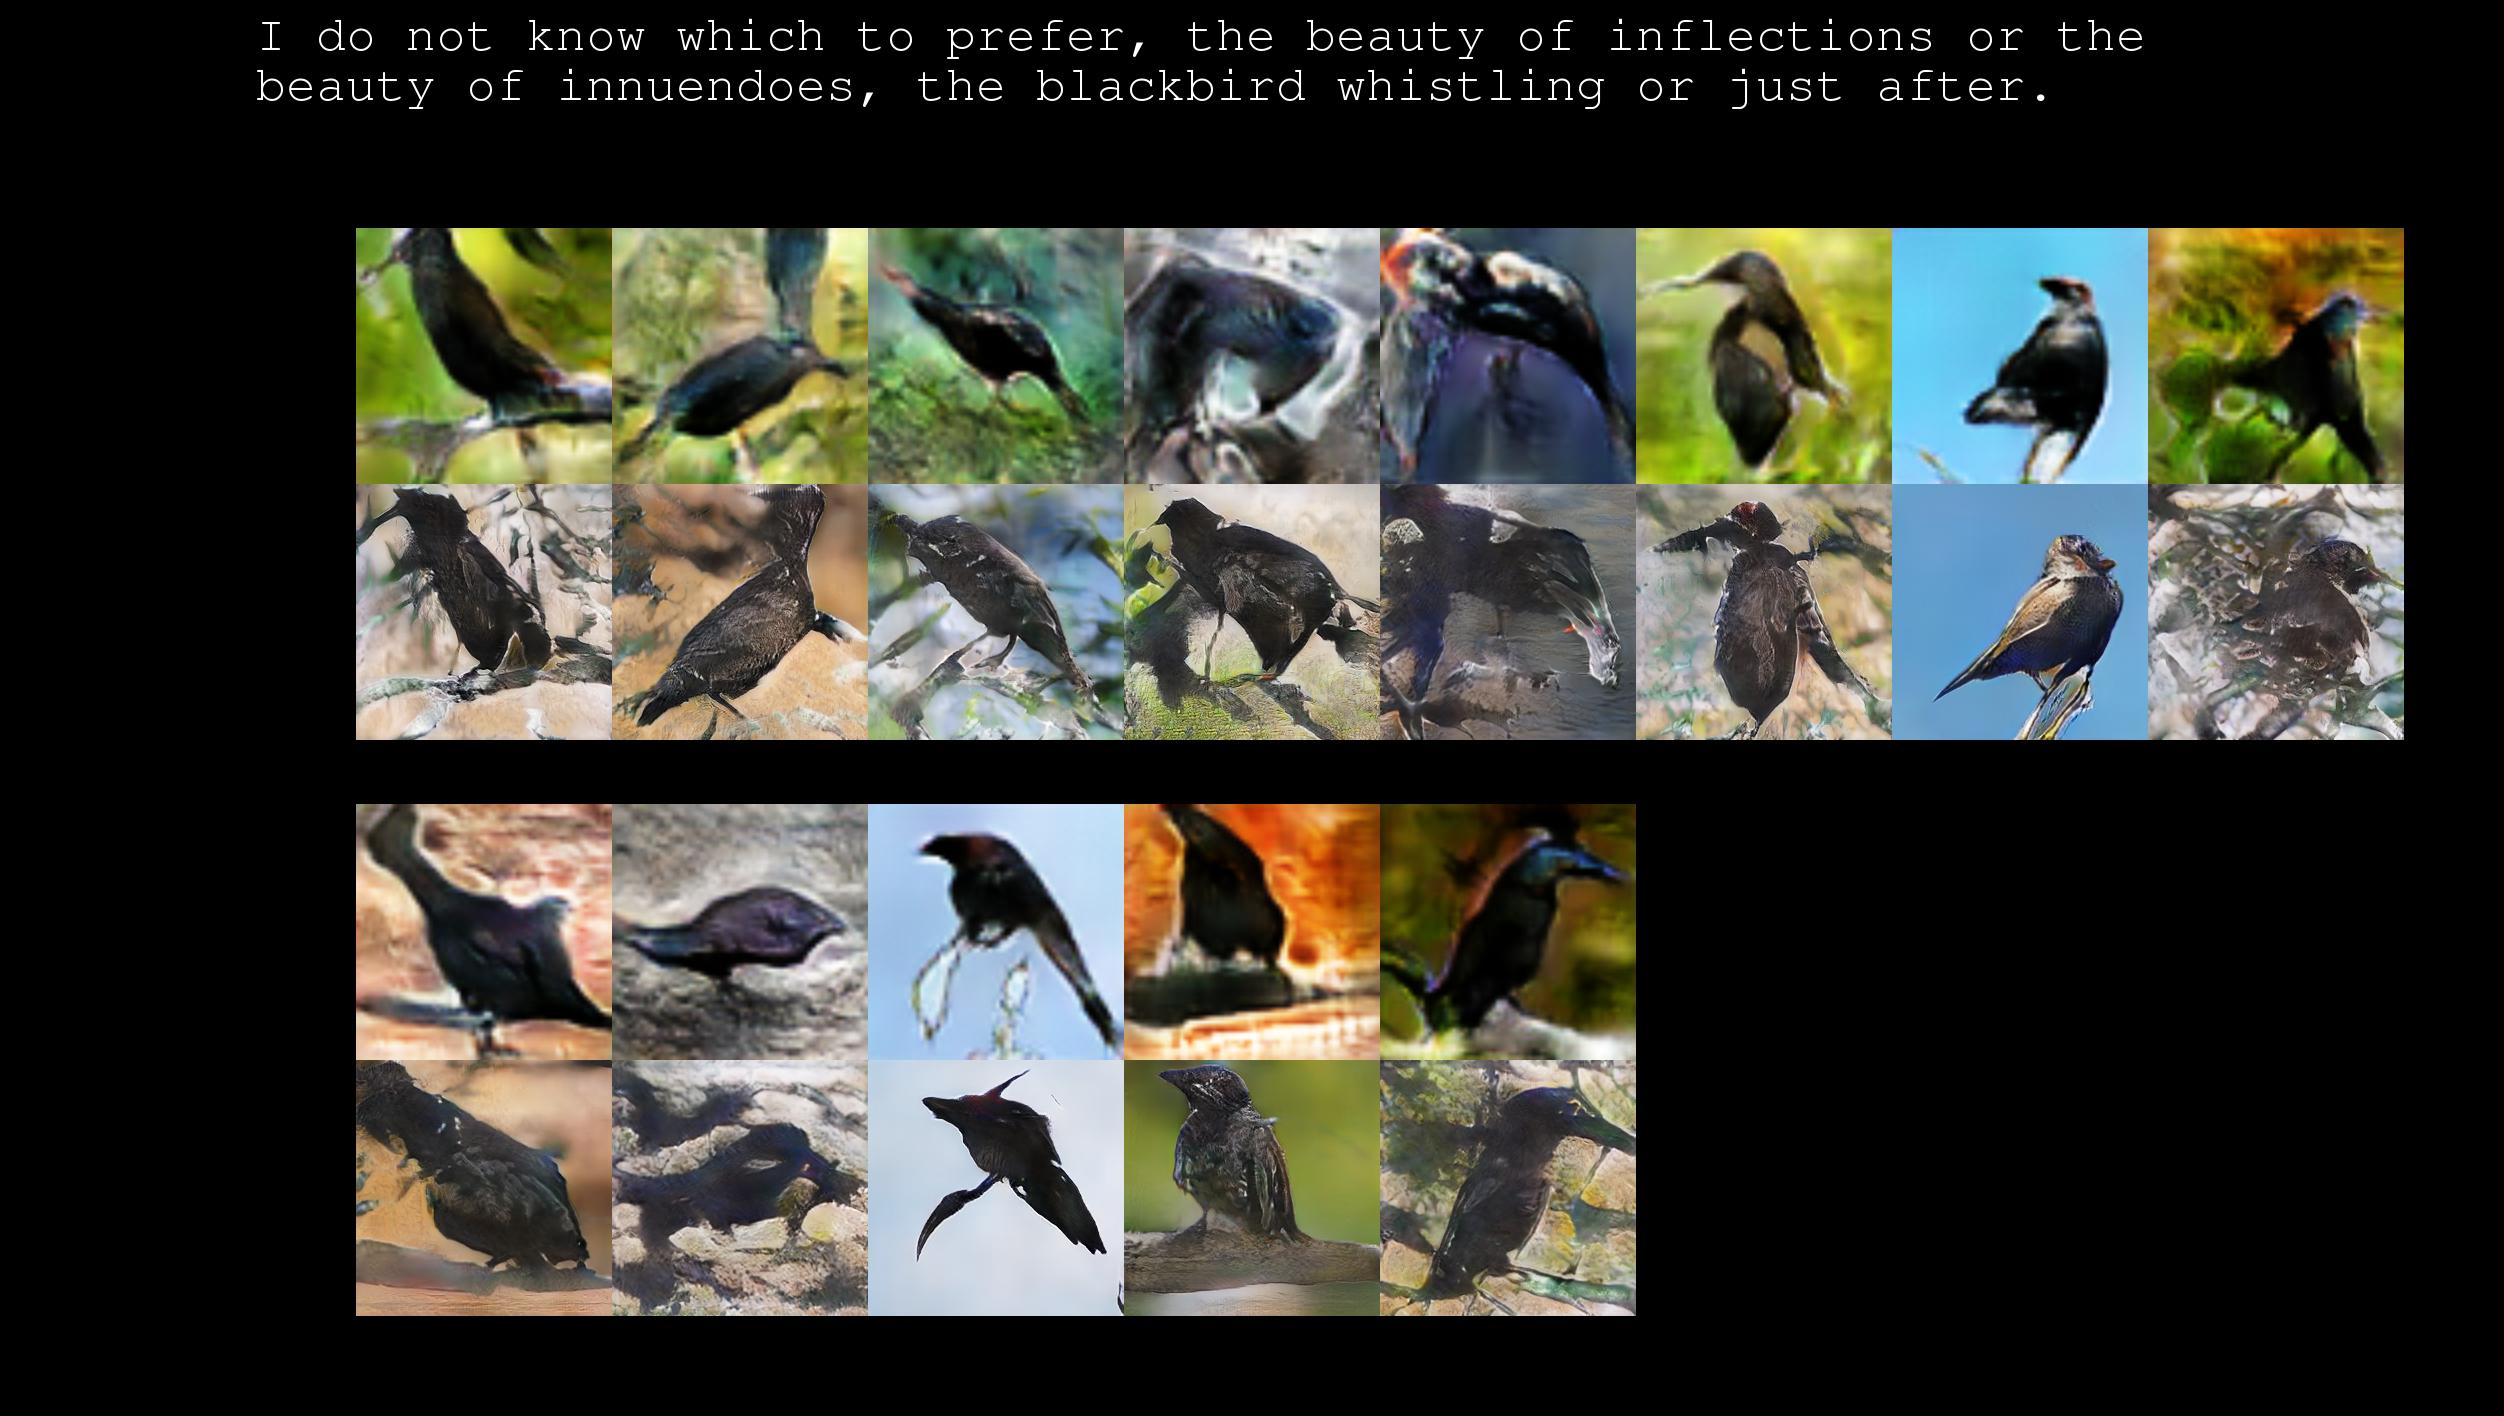 I do not know which to prefer, the beauty of inflections or the
beauty of innuendoes, the blackbird whistling or just after.